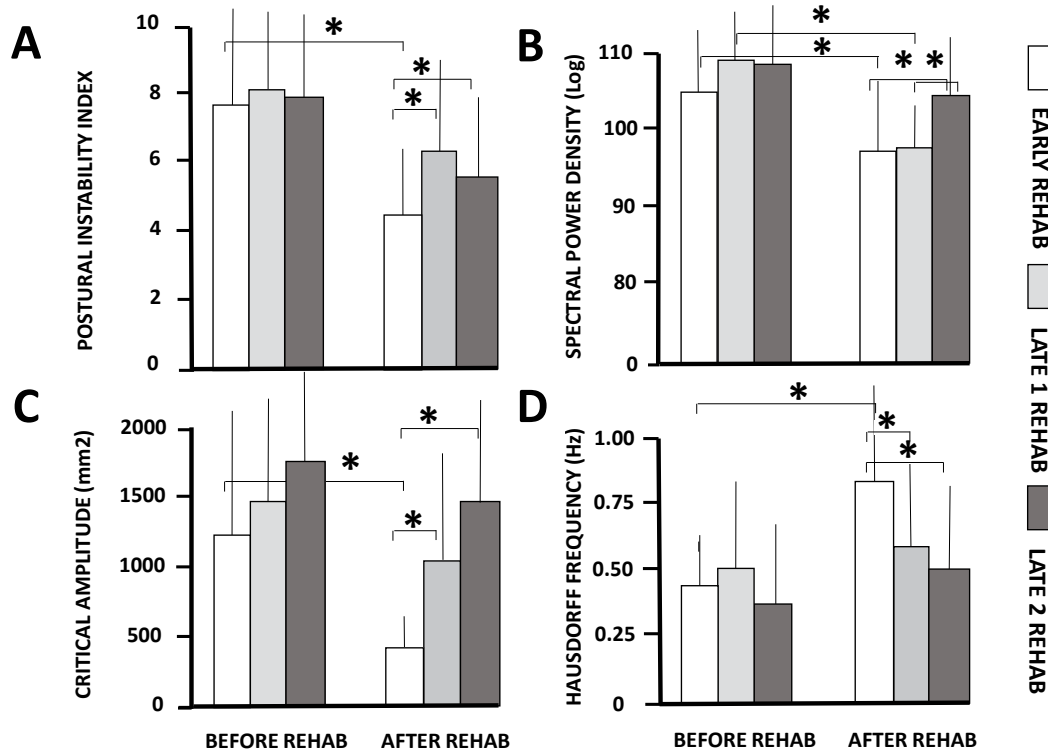 A
POSTURAL INSTABILITY INDEX
10
8
6
4
2
0
*
*
*
B
SPECTRAL POWER DENSITY (Log)
110
100
90
80
0
*
*
* *
C
CRITICAL AMPLITUDE (mm2)
2000
1500
1000
500
0
*
*
*
BEFORE REHAB
AFTER REHAB
D
HAUSDORFF FREQUENCY (Hz)
1.00
0.75
0.50
0.25
0
*
*
*
BEFORE REHAB
AFTER REHAB
EARLY REHAB
LATE 1 REHAB
LATE 2 REHAB